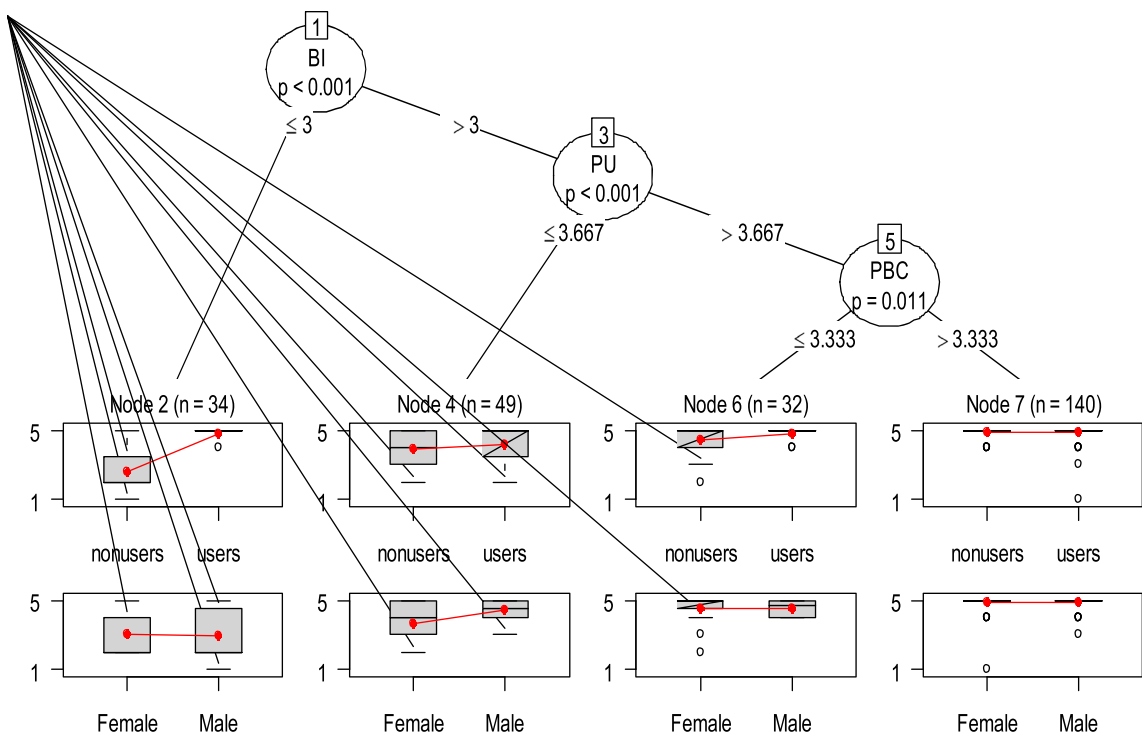 1
BI
p < 0.001
≤ 3
> 3
3
PU
p < 0.001
≤ 3.667
> 3.667
5
PBC
p = 0.011
≤ 3.333
> 3.333
Node 2 (n = 34)
Node 4 (n = 49)
Node 6 (n = 32)
Node 7 (n = 140)
5
1
5
1
5
1
5
1
nonusers users
nonusers users
nonusers users
nonusers users
5
1
5
1
5
1
5
1
Female Male
Female Male
Female Male
Female Male